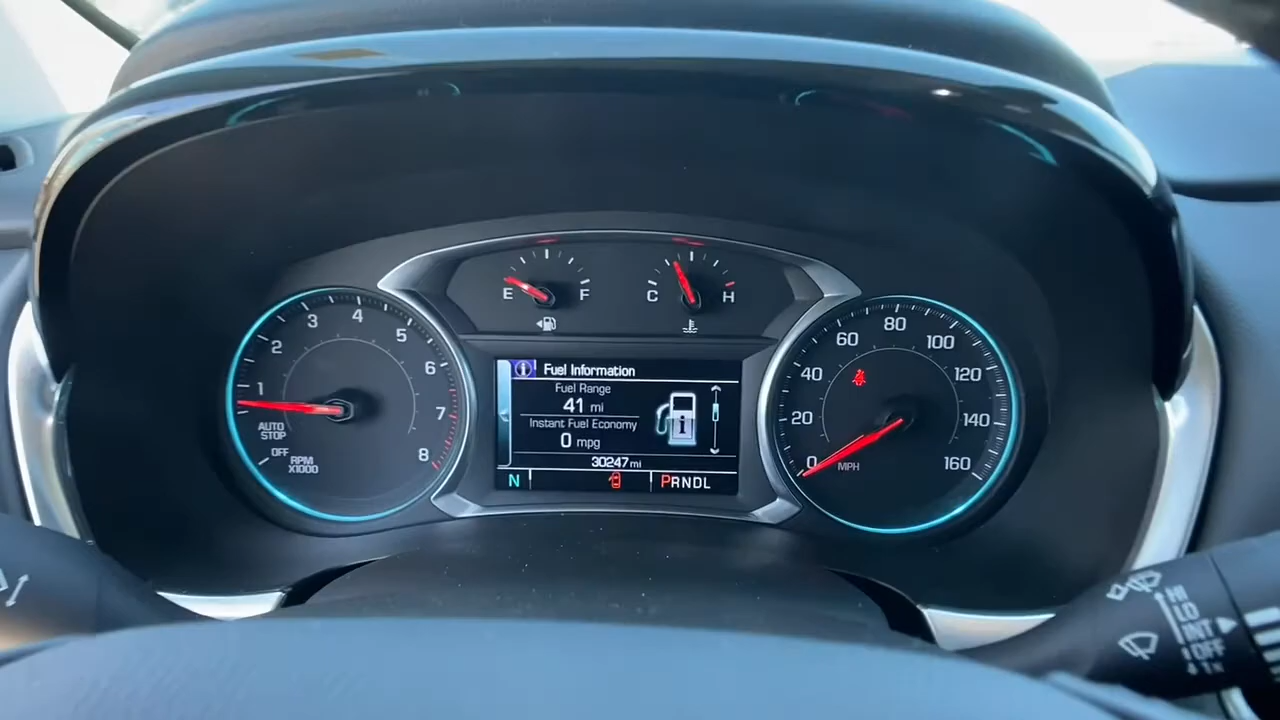 E F
C H
1 2 3 4 5 6 7 8
AUTO
STOP
OFF
RPM
X1000
i Fuel Information
Fuel Range
41 mi
Instant Fuel Economy
0 mpg
i
30247 mi
N PRNDL
0 20 40 60 80 100 120 140 160
MPH
HI
LO
INT
OFF